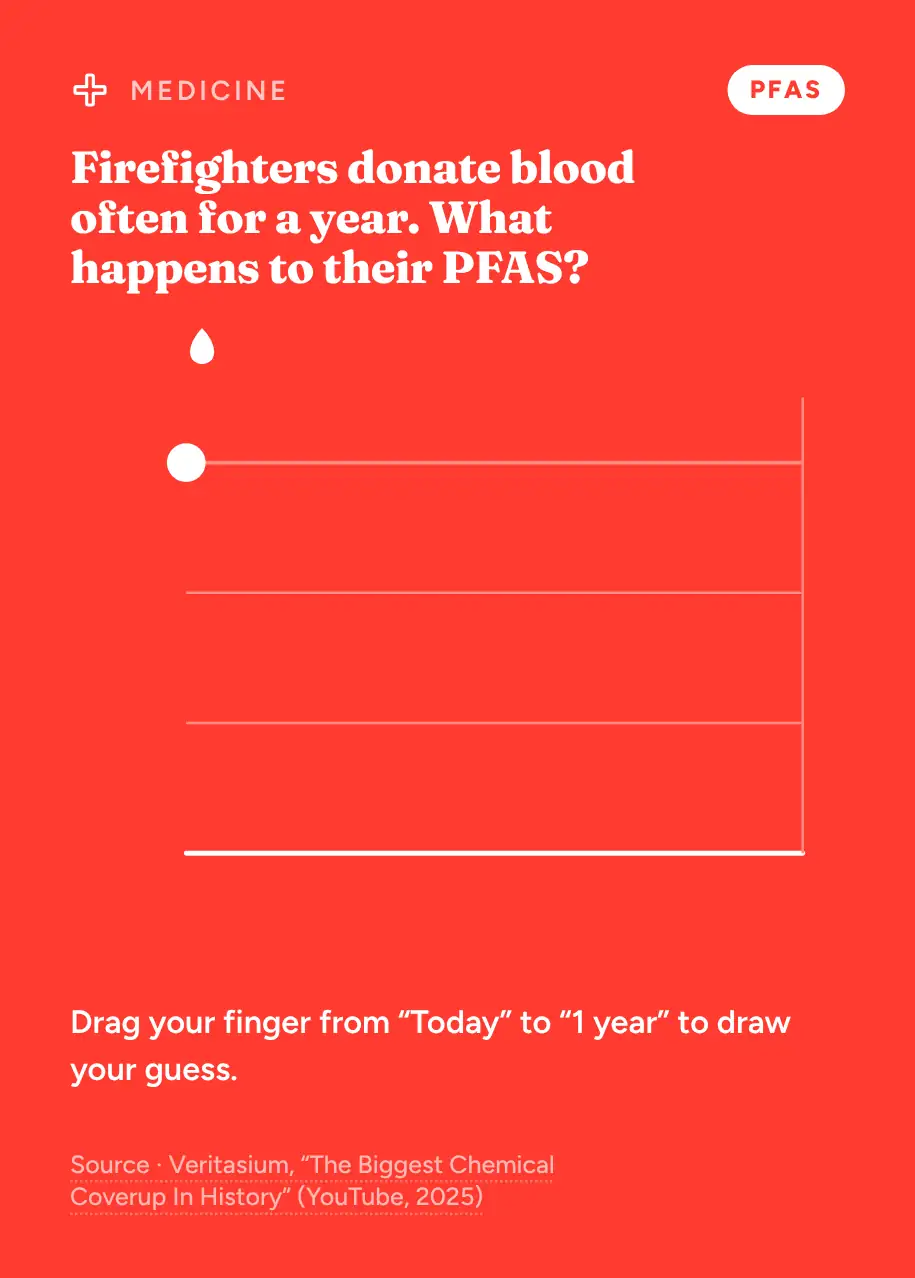 MEDICINE
PFAS
Firefighters donate blood
often for a year. What
happens to their PFAS?
Drag your finger from “Today” to “1 year” to draw
your guess.
Source · Veritasium, “The Biggest Chemical
Coverup In History” (YouTube, 2025)